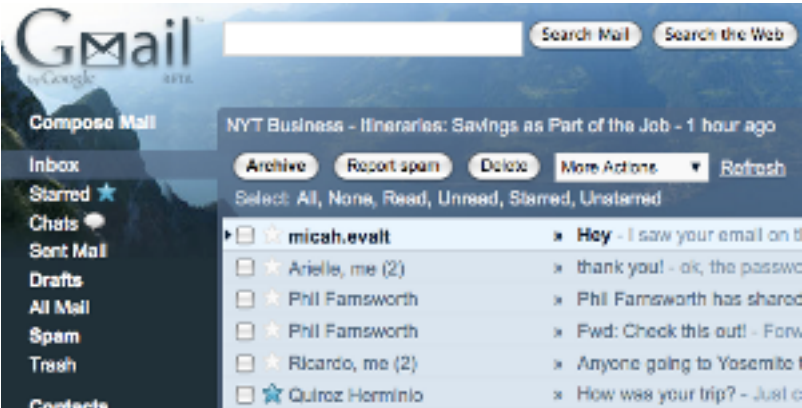 Gmail
by Google BETA
Search Mail Search the Web
Compose Mail
Inbox
Starred
Chats
Sent Mail
Drafts
All Mail
Spam
Trash
Contacts
NYT Business - Itineraries: Savings as Part of the Job - 1 hour ago
Archive Report spam Delete More Actions Refresh
Select: All, None, Read, Unread, Starred, Unstarred
micah.evalt » Hey - I saw your email on
Arielle, me (2) » thank you! - ok, the
Phil Farnsworth » Phil Farnsworth has shared
Phil Farnsworth » Fwd: Check this out! -
Ricardo, me (2) » Anyone going to Yosemite
Quiroz Herminio » How was your trip? - Just